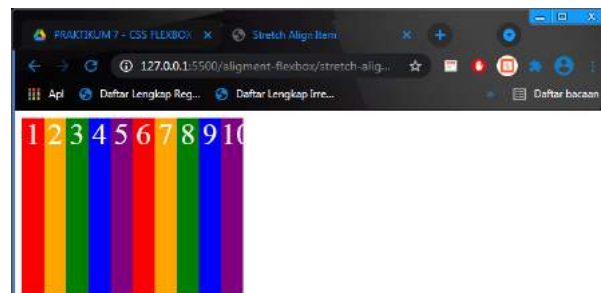 PRAKTIKUM 7 - CSS FLEXBOX
Stretch Align Item
127.0.0.1:5500/aligment-flexbox/stretch-alig...
Apl
Daftar Lengkap Reg...
Daftar Lengkap Irre...
Daftar bacaan
1 2 3 4 5 6 7 8 9 10